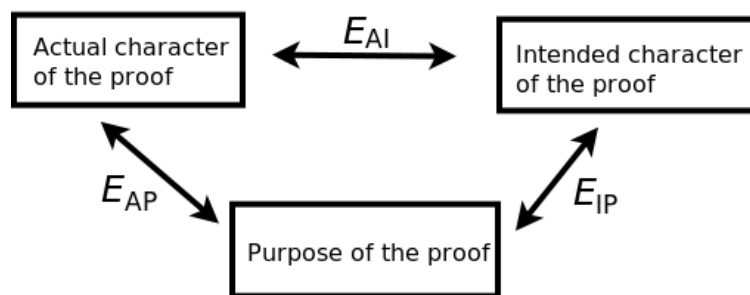 Actual character
of the proof
E_AI
Intended character
of the proof
E_AP
E_IP
Purpose of the proof